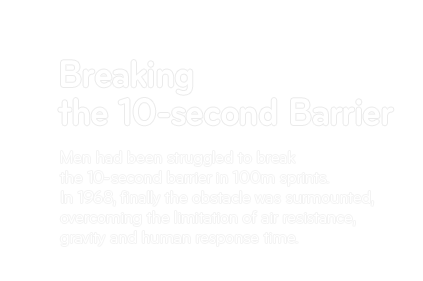 Breaking
the 10-second Barrier
Men had been struggled to break
the 10-second barrier in 100m sprints.
In 1968, finally the obstacle was surmounted,
overcoming the limitation of air resistance,
gravity and human response time.